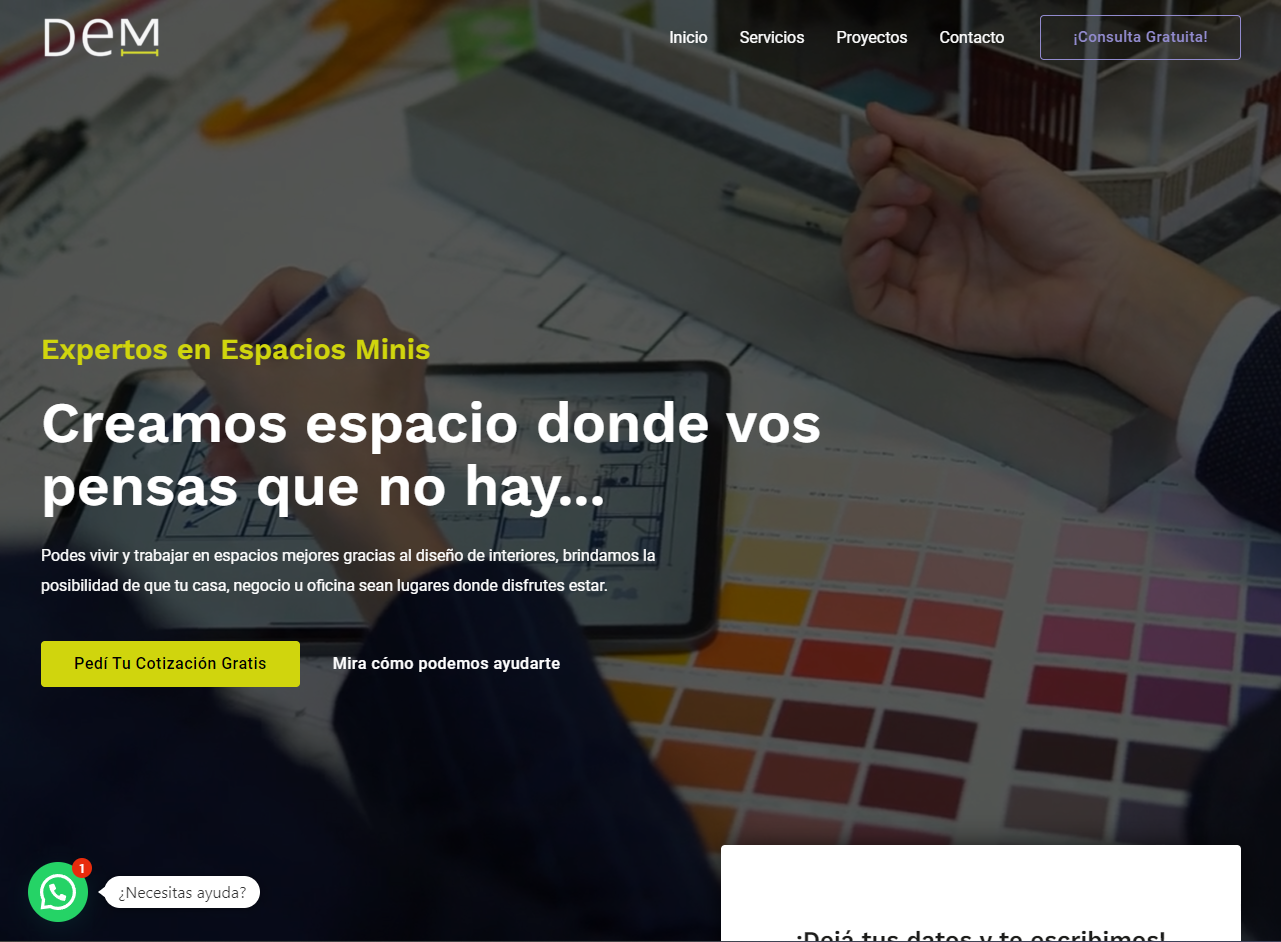 DeM
Inicio
Servicios
Proyectos
Contacto
¡Consulta Gratuita!
Expertos en Espacios Minis
Creamos espacio donde vos
pensas que no hay...
Podes vivir y trabajar en espacios mejores gracias al diseño de interiores, brindamos la
posibilidad de que tu casa, negocio u oficina sean lugares donde disfrutes estar.
Pedí Tu Cotización Gratis
Mira cómo podemos ayudarte
1
¿Necesitas ayuda?
¡Dejá tus datos y te escribimos!